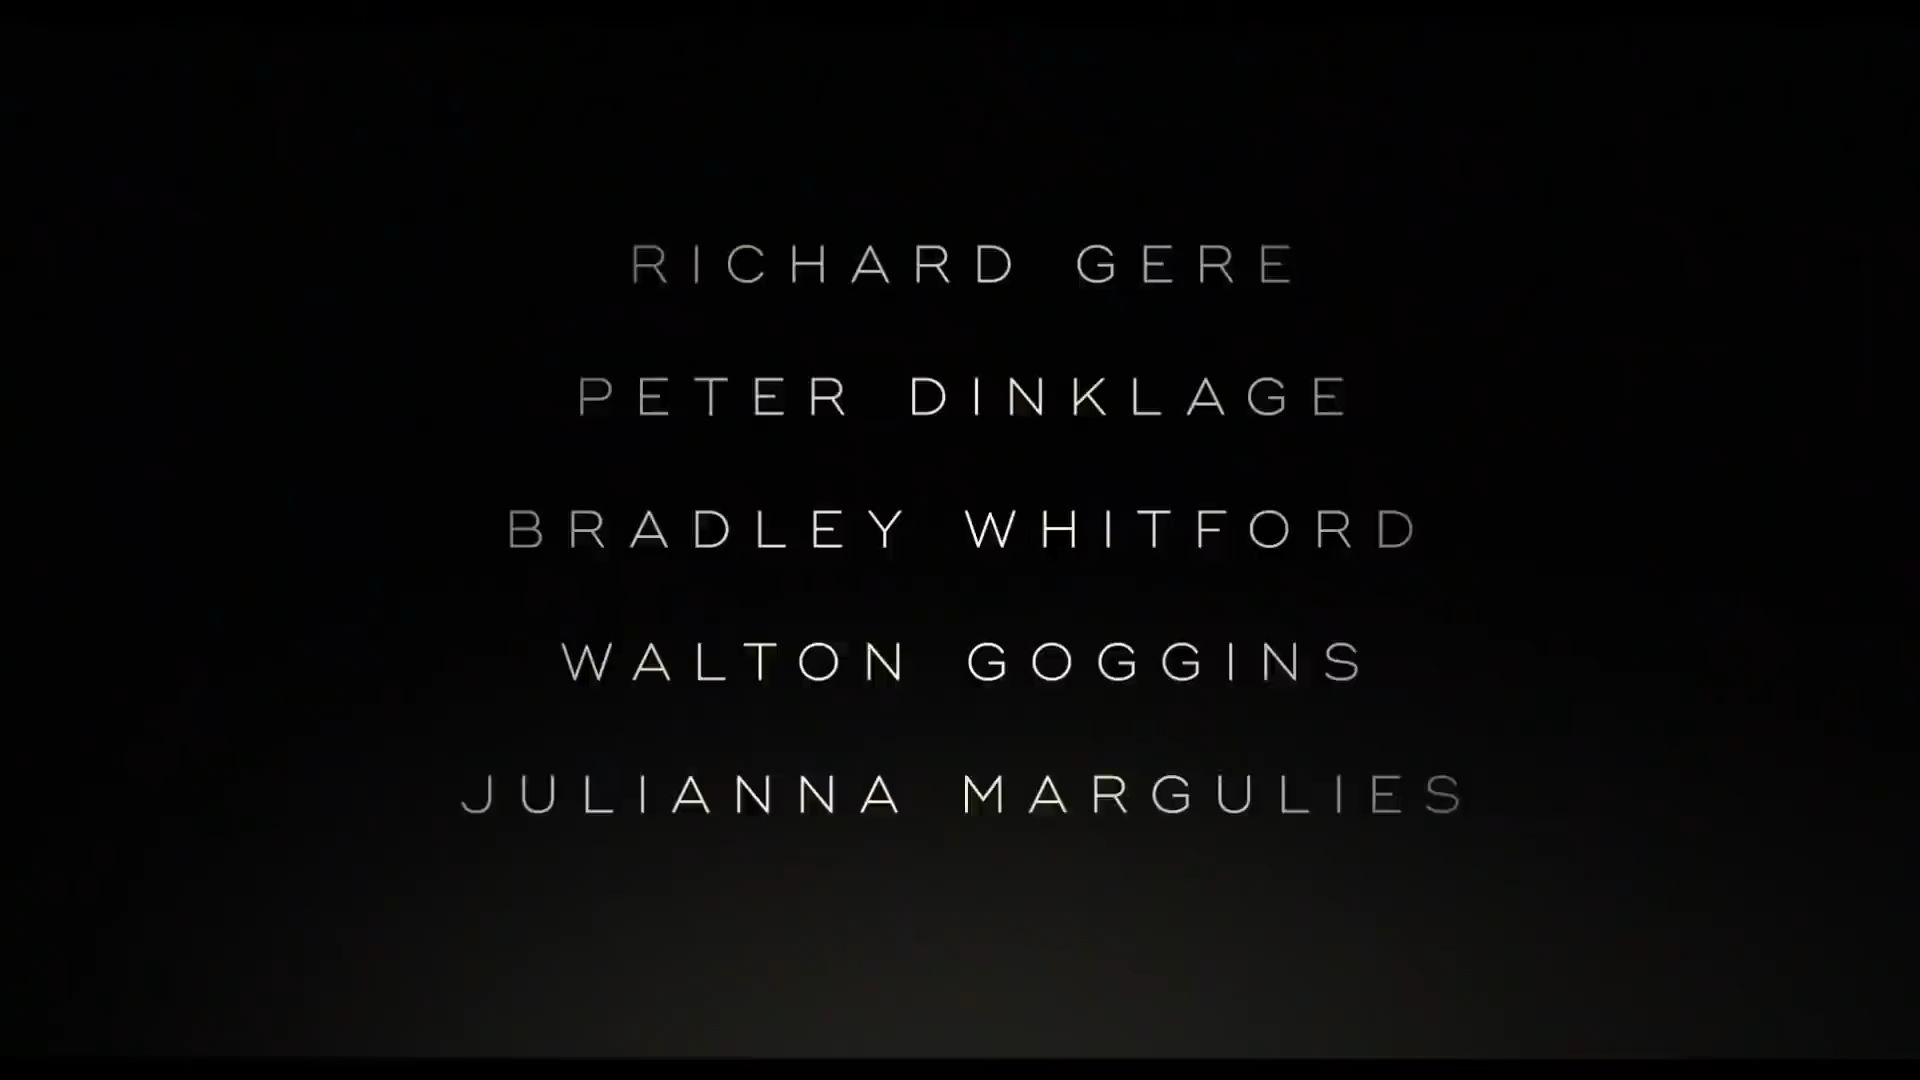 RICHARD GERE
PETER DINKLAGE
BRADLEY WHITFORD
WALTON GOGGINS
JULIANNA MARGULIES